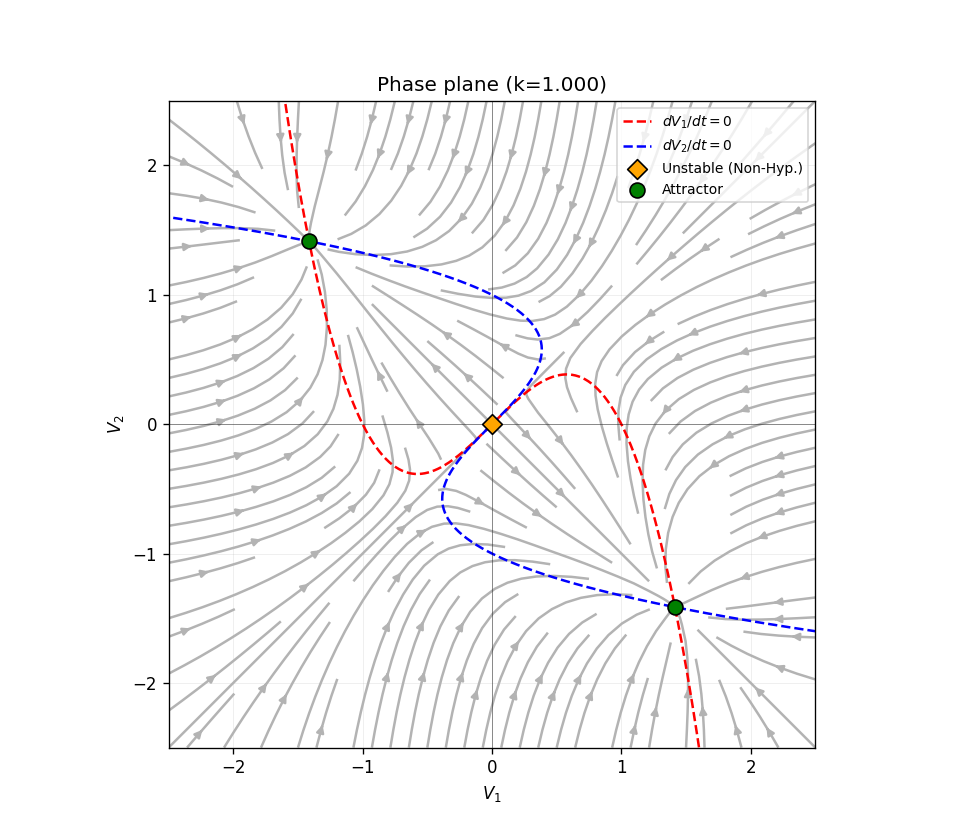 Phase plane (k=1.000)
dV₁/dt = 0
dV₂/dt = 0
Unstable (Non-Hyp.)
Attractor
2
1
0
−1
−2
V₂
−2 −1 0 1 2
V₁